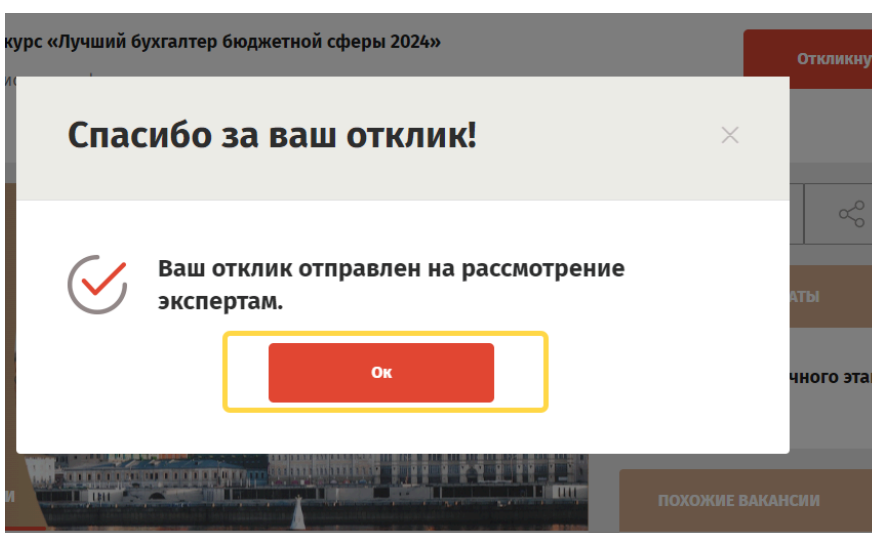 курс «Лучший бухгалтер бюджетной сферы 2024»
Откликну
Спасибо за ваш отклик!
Ваш отклик отправлен на рассмотрение
экспертам.
АТЫ
Ок
чного эта
И
ПОХОЖИЕ ВАКАНСИИ